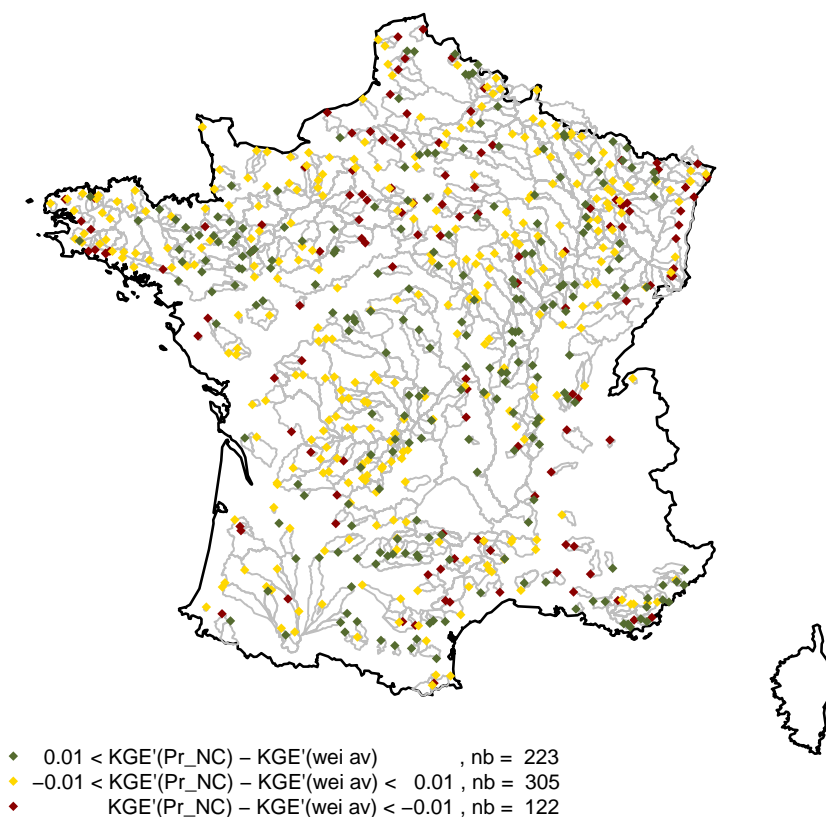 0.01 < KGE'(Pr_NC) − KGE'(wei av) , nb = 223
−0.01 < KGE'(Pr_NC) − KGE'(wei av) < 0.01 , nb = 305
KGE'(Pr_NC) − KGE'(wei av) < −0.01 , nb = 122